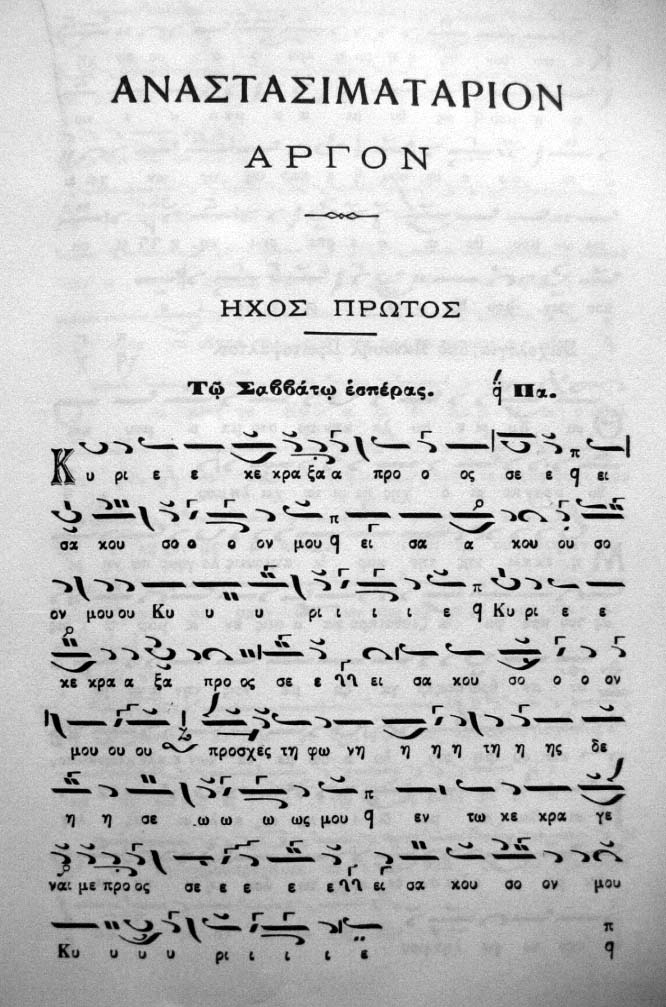 ΑΝΑΣΤΑΣΙΜΑΤΑΡΙΟΝ
ΑΡΓΟΝ
ΗΧΟΣ ΠΡΩΤΟΣ
Τῷ Σαββάτῳ ἑσπέρας. Πα.
Κυ ρι ε ε κε κρα ξα α προ ο ος σε ε ει
σα κου σο ο ο ον μου ει σα α κου ου σο
ον μου ου Κυ υ υ ρι ι ι ε Κυ ρι ε ε
κε κρα α ξα προ ος σε ε ει σα κου σο ο ο ον
μου ου ου προσχες τη φω νη η η η τη η ης δε
η η σε ω ω ω ως μου εν τω κε κρα γε
ναι με προ ος σε ε ε ε ε ει σα κου σο ον μου
Κυ υ υ υ ρι ι ι ε